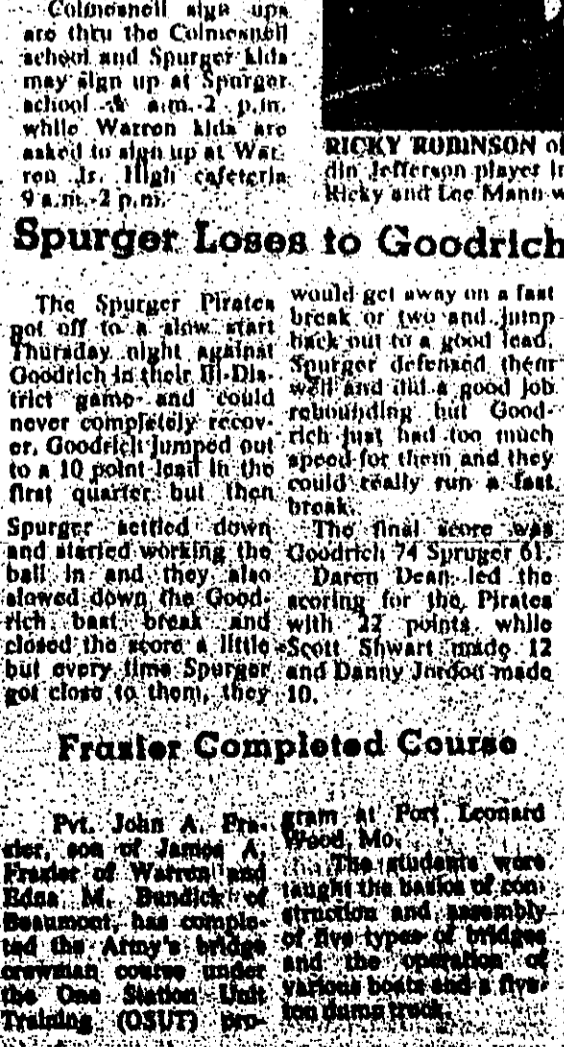 Colmesneil sign ups
are thru the Colmesneil
school and Spurger kids
may sign up at Spurger
school a.m.-2 p.m.
while Warren kids are
asked to sign up at War-
ren Jr. High cafeteria
9 a.m.-2 p.m.
RICKY ROBINSON of
din Jefferson player
Ricky and Lee Mann w
Spurger Loses to Goodrich
The Spurger Pirates
got off to a slow start
Thursday night against
Goodrich in their Bi-Dis-
trict game and could
never completely recov-
er. Goodrich jumped out
to a 10 point lead in the
first quarter but then
Spurger settled down
and started working the
ball in and they also
slowed down the Good-
rich bast break and
closed the score a little
but every time Spurger
got close to them, they
would get away on a fast
break or two and jump
back out to a good lead.
Spurger defensed them
well and did a good job
rebounding but Good-
rich just had too much
speed for them and they
could really run a fast
break.
The final score was
Goodrich 74 Spruger 61.
Daren Dean led the
scoring for the Pirates
with 22 points while
Scott Shwart made 12
and Danny Jordon made
10.
Frazier Completed Course
Pvt. John A. Fra-
zier, son of James A.
Frazier of Warren and
Edna M. Bundick of
Beaumont, has comple-
ted the Army's bridge
crewman course under
the One Station Unit
Training (OSUT) pro-
gram at Fort Leonard
Wood, Mo.
The students were
taught the basics of con-
struction and assembly
of five types of bridges
and the operation of
various boats and a five-
ton dump truck.